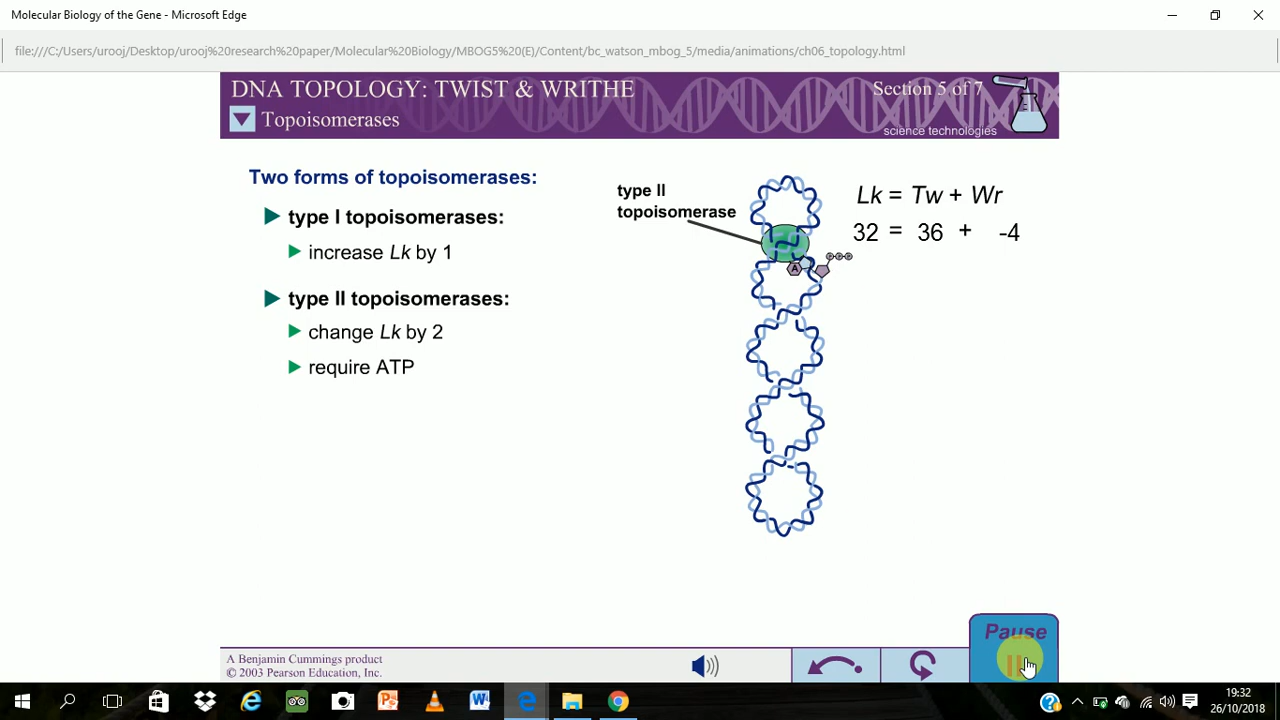 Molecular Biology of the Gene - Microsoft Edge
file:///C:/Users/urooj/Desktop/urooj%20research%20paper/Molecular%20Biology/MBOG5%20(E)/Content/bc_watson_mbog_5/media/animations/ch06_topology.html
DNA TOPOLOGY: TWIST & WRITHE
Section 5 of 7
Topoisomerases
science technologies
Two forms of topoisomerases:
type I topoisomerases:
increase Lk by 1
type II topoisomerases:
change Lk by 2
require ATP
type II
topoisomerase
Lk = Tw + Wr
32 = 36 + -4
A
P P P
Pause
A Benjamin Cummings product
© 2003 Pearson Education, Inc.
19:32
26/10/2018